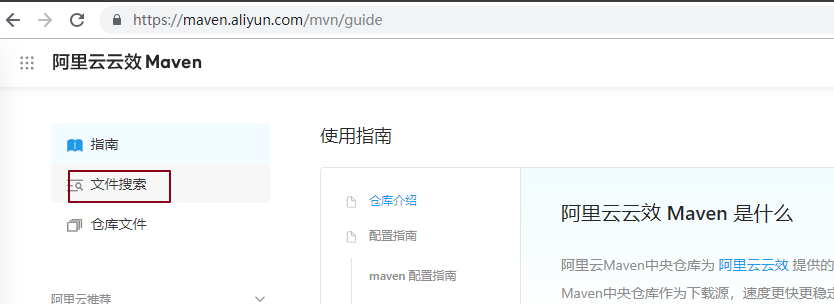 https://maven.aliyun.com/mvn/guide
阿里云云效 Maven
指南
文件搜索
仓库文件
阿里云推荐
使用指南
仓库介绍
配置指南
maven 配置指南
阿里云云效 Maven 是什么
阿里云Maven中央仓库为 阿里云云效 提供的
Maven中央仓库作为下载源，速度更快更稳定